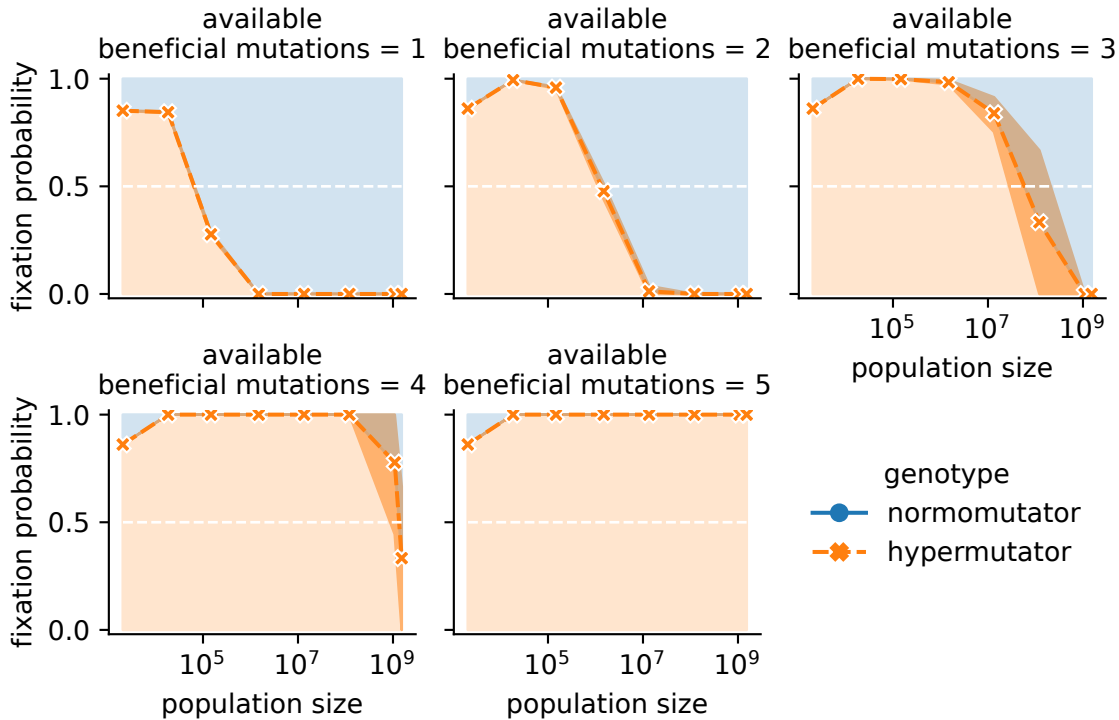 available
beneficial mutations = 1
available
beneficial mutations = 2
available
beneficial mutations = 3
fixation probability
1.0
0.5
0.0
10^5
10^7
10^9
population size
available
beneficial mutations = 4
available
beneficial mutations = 5
fixation probability
1.0
0.5
0.0
10^5
10^7
10^9
population size
10^5
10^7
10^9
population size
genotype
normomutator
hypermutator